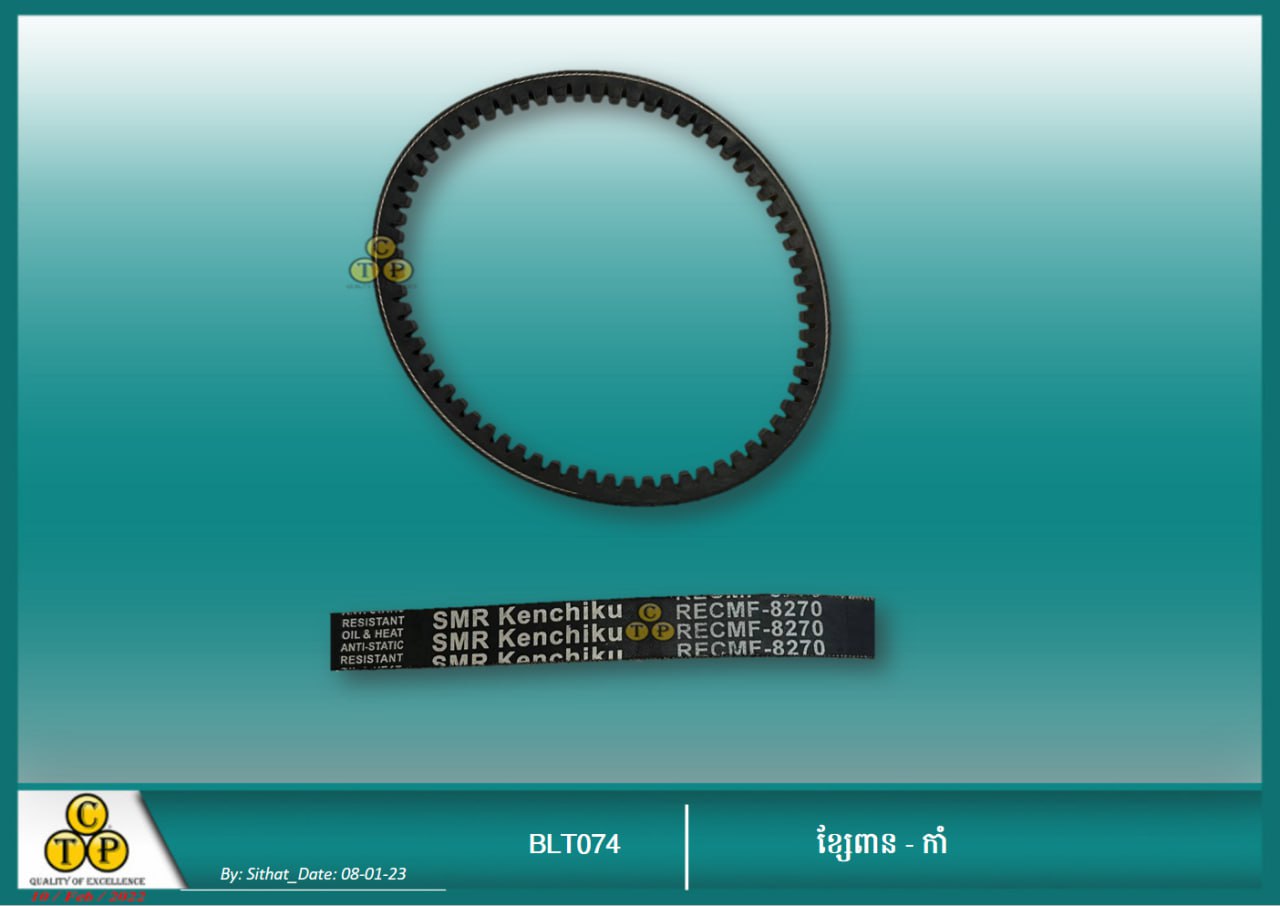 C
T P
RESISTANT
OIL & HEAT
ANTI-STATIC
RESISTANT
SMR Kenchiku
SMR Kenchiku
SMR Kenchiku
C
T P
RECMF-8270
RECMF-8270
RECMF-8270
C
T P
QUALITY OF EXCELLENCE
10 / Feb / 2022
By: Sithat_Date: 08-01-23
BLT074
ខ្សែពាន - កាំ